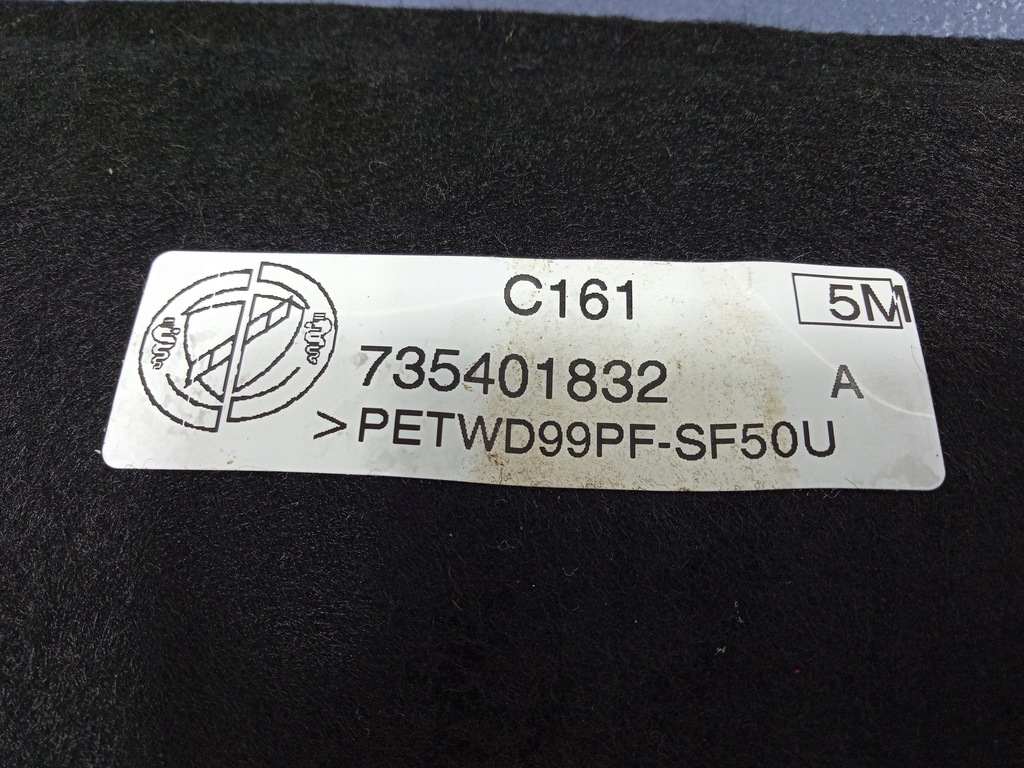 C161
5M
735401832
A
>PETWD99PF-SF50U